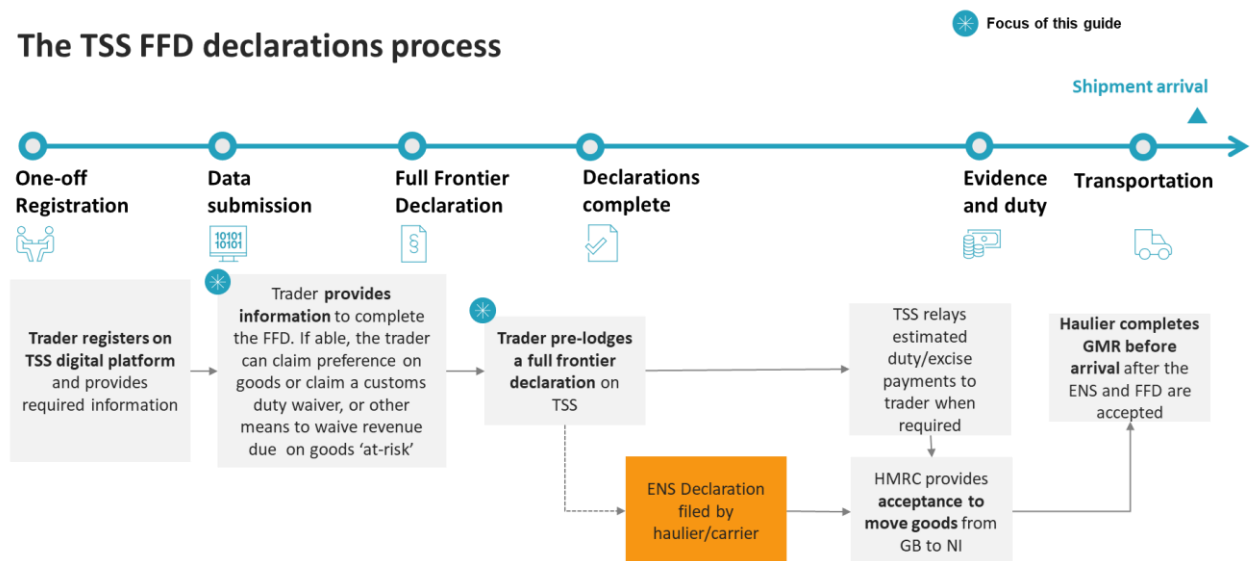 Focus of this guide
The TSS FFD declarations process
Shipment arrival
One-off
Registration
Data
submission
Full Frontier
Declaration
Declarations
complete
Evidence
and duty
Transportation
10101
10101
§
Trader registers on
TSS digital platform
and provides
required information
Trader provides
information to complete
the FFD. If able, the trader
can claim preference on
goods or claim a customs
duty waiver, or other
means to waive revenue
due on goods ‘at-risk’
Trader pre-lodges
a full frontier
declaration on
TSS
TSS relays
estimated
duty/excise
payments to
trader when
required
Haulier completes
GMR before
arrival after the
ENS and FFD are
accepted
ENS Declaration
filed by
haulier/carrier
HMRC provides
acceptance to
move goods from
GB to NI